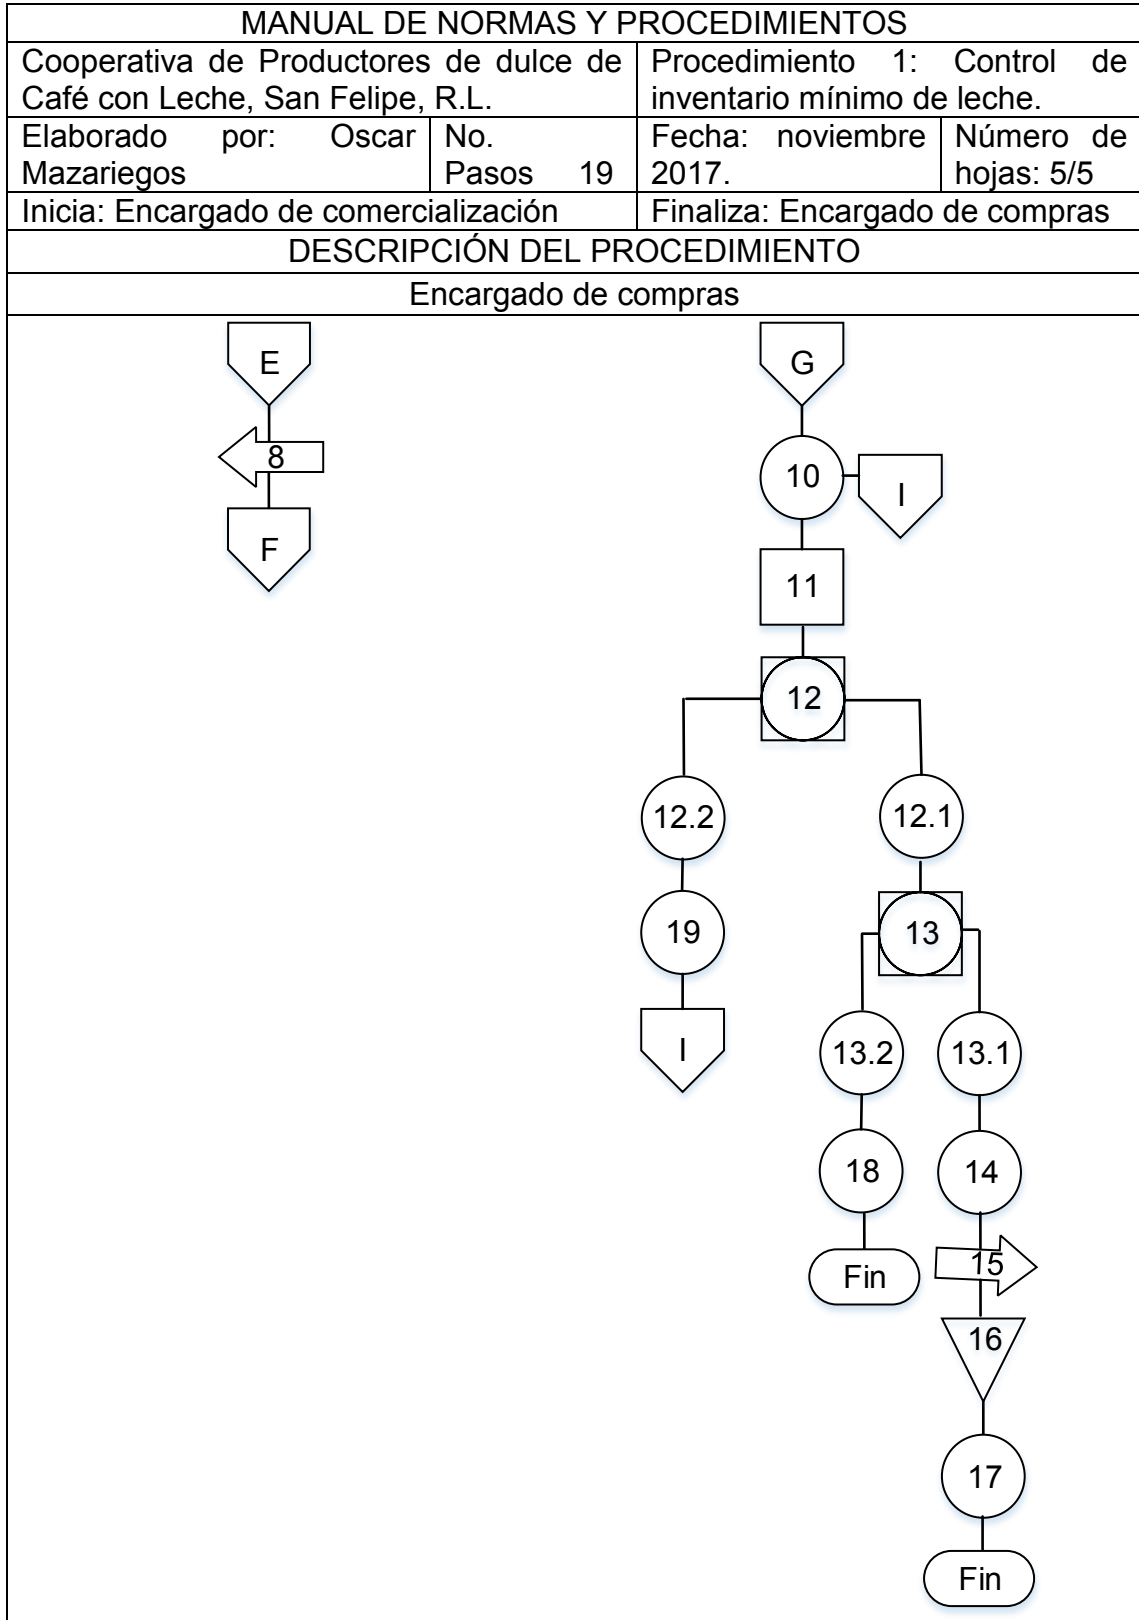 MANUAL DE NORMAS Y PROCEDIMIENTOS
Cooperativa de Productores de dulce de
Café con Leche, San Felipe, R.L.
Procedimiento 1: Control de
inventario mínimo de leche.
Elaborado por: Oscar
Mazariegos
No.
Pasos 19
Fecha: noviembre
2017.
Número de
hojas: 5/5
Inicia: Encargado de comercialización
Finaliza: Encargado de compras
DESCRIPCIÓN DEL PROCEDIMIENTO
Encargado de compras
E
8
F
G
10
I
11
12
12.2
12.1
19
13
I
13.2
13.1
18
14
Fin
15
16
17
Fin